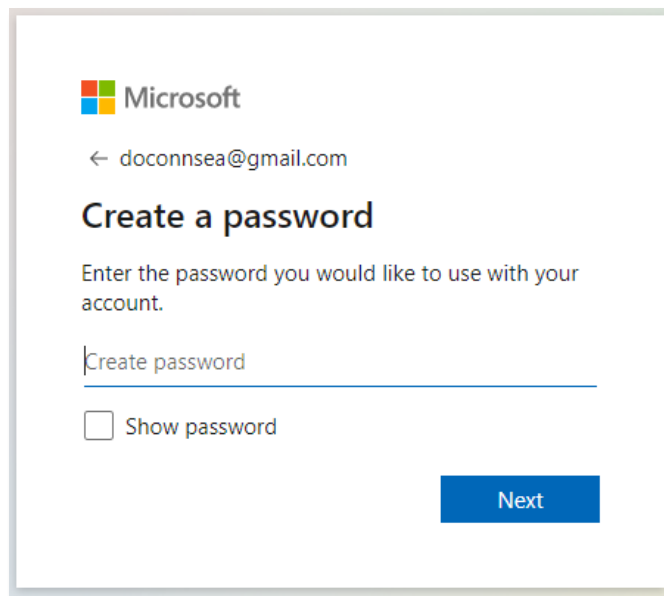 Microsoft
← doconnsea@gmail.com
Create a password
Enter the password you would like to use with your
account.
Create password
Show password
Next